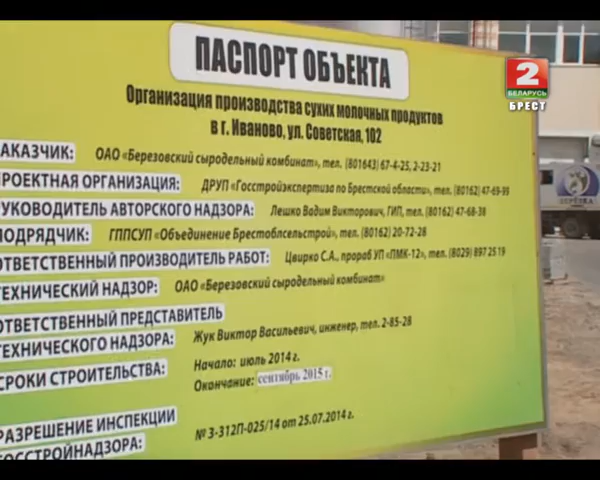 ПАСПОРТ ОБЪЕКТА
2
БЕЛАРУСЬ
БРЕСТ
Организация производства сухих молочных продуктов
в г. Иваново, ул. Советская, 102
АКАЗЧИК: ОАО «Березовский сыродельный комбинат», тел. (801643) 67-4-25, 2-23-21
РОЕКТНАЯ ОРГАНИЗАЦИЯ: ДРУП «Госстройэкспертиза по Брестской области», тел. (80162) 47-69-99
УКОВОДИТЕЛЬ АВТОРСКОГО НАДЗОРА: Лешко Вадим Викторович, ГИП, тел. (80162) 47-68-38
ПОДРЯДЧИК: ГППСУП «Объединение Брестоблсельстрой», тел. (80162) 20-72-28
ОТВЕТСТВЕННЫЙ ПРОИЗВОДИТЕЛЬ РАБОТ: Цвирко С.А., прораб УП «ПМК-12», тел. (8029) 897 25 19
ТЕХНИЧЕСКИЙ НАДЗОР: ОАО «Березовский сыродельный комбинат»
ОТВЕТСТВЕННЫЙ ПРЕДСТАВИТЕЛЬ
ТЕХНИЧЕСКОГО НАДЗОРА: Жук Виктор Васильевич, инженер, тел. 2-85-28
СРОКИ СТРОИТЕЛЬСТВА: Начало: июль 2014 г.
Окончание: сентябрь 2015 г.
РАЗРЕШЕНИЕ ИНСПЕКЦИИ
ГОССТРОЙНАДЗОРА: № 3-312П-025/14 от 25.07.2014 г.